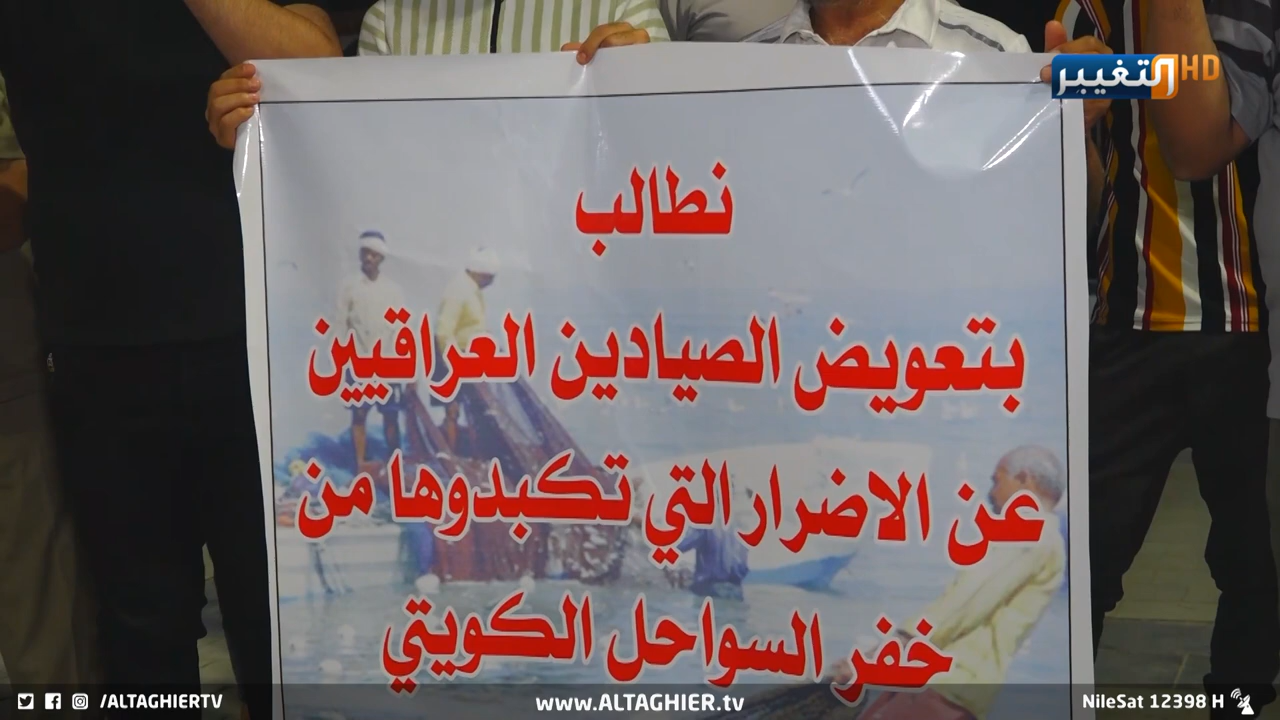 التغيير HD
نطالب
بتعويض الصيادين العراقيين
عن الاضرار التي تكبدوها من
خفر السواحل الكويتي
/ALTAGHIERTV
www.ALTAGHIER.tv
NileSat 12398 H